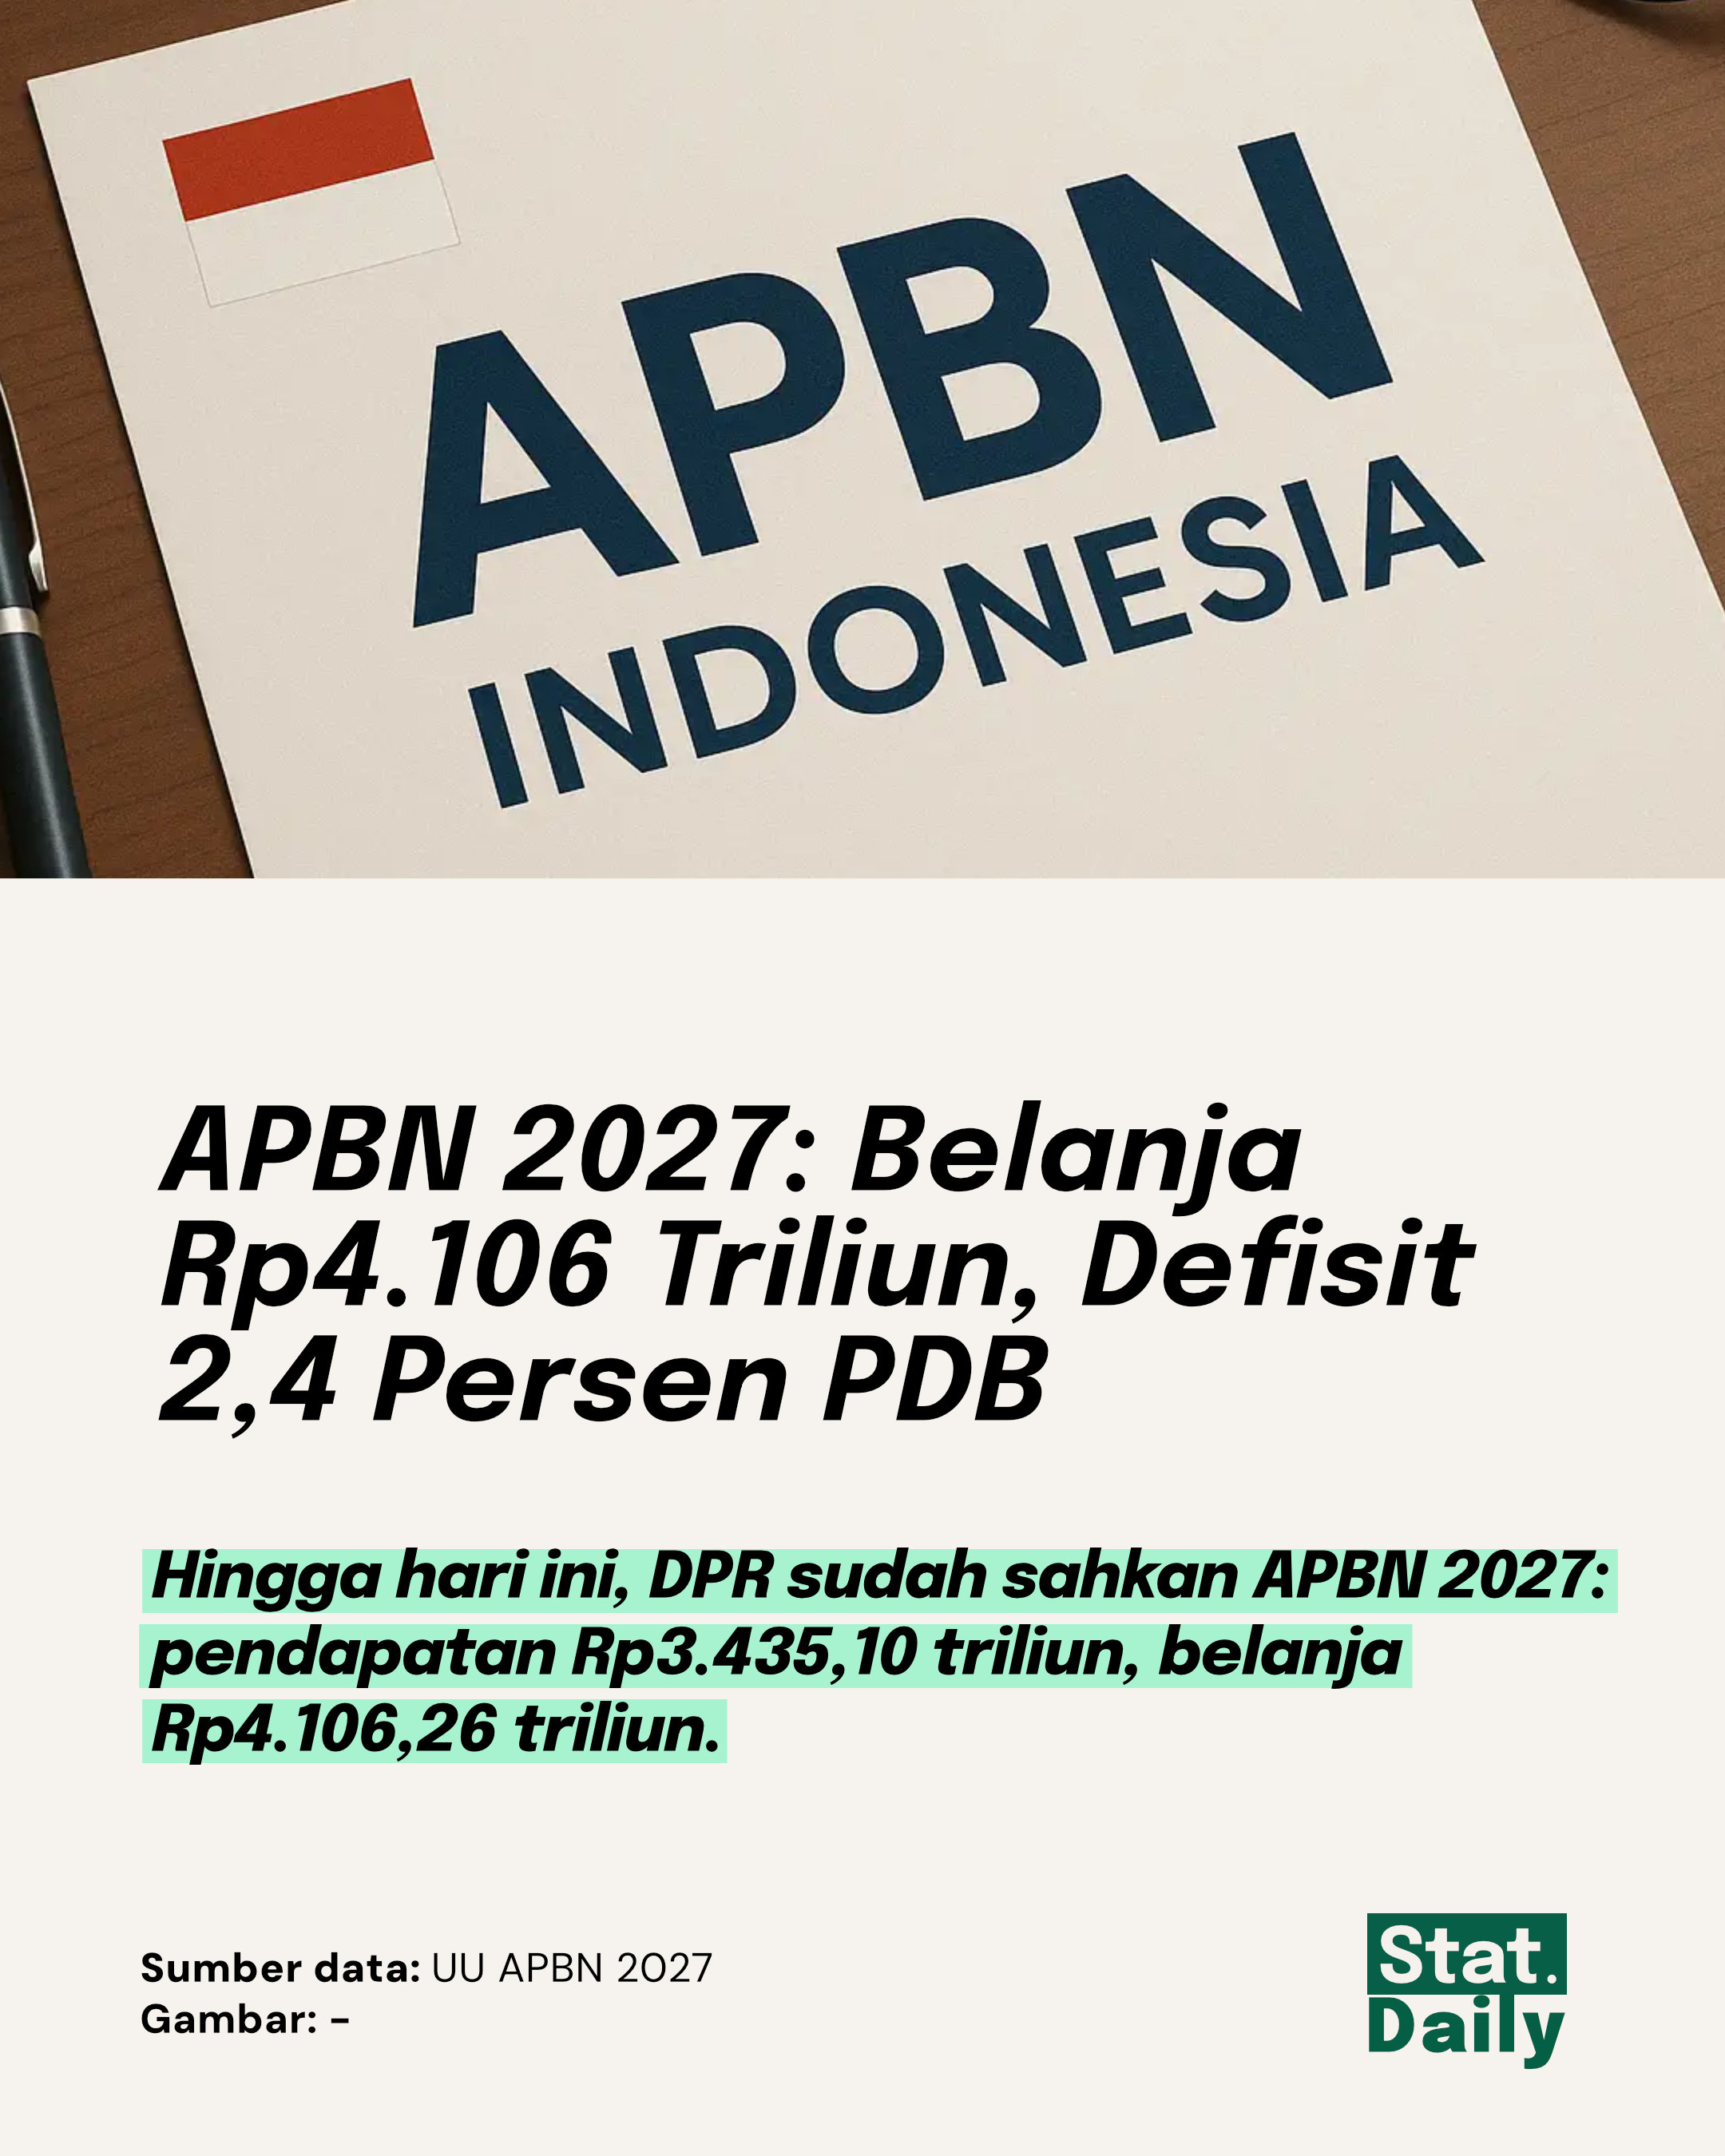 APBN
INDONESIA
APBN 2027: Belanja
Rp4.106 Triliun, Defisit
2,4 Persen PDB
Hingga hari ini, DPR sudah sahkan APBN 2027:
pendapatan Rp3.435,10 triliun, belanja
Rp4.106,26 triliun.
Sumber data: UU APBN 2027
Gambar: –
Stat.
Daily